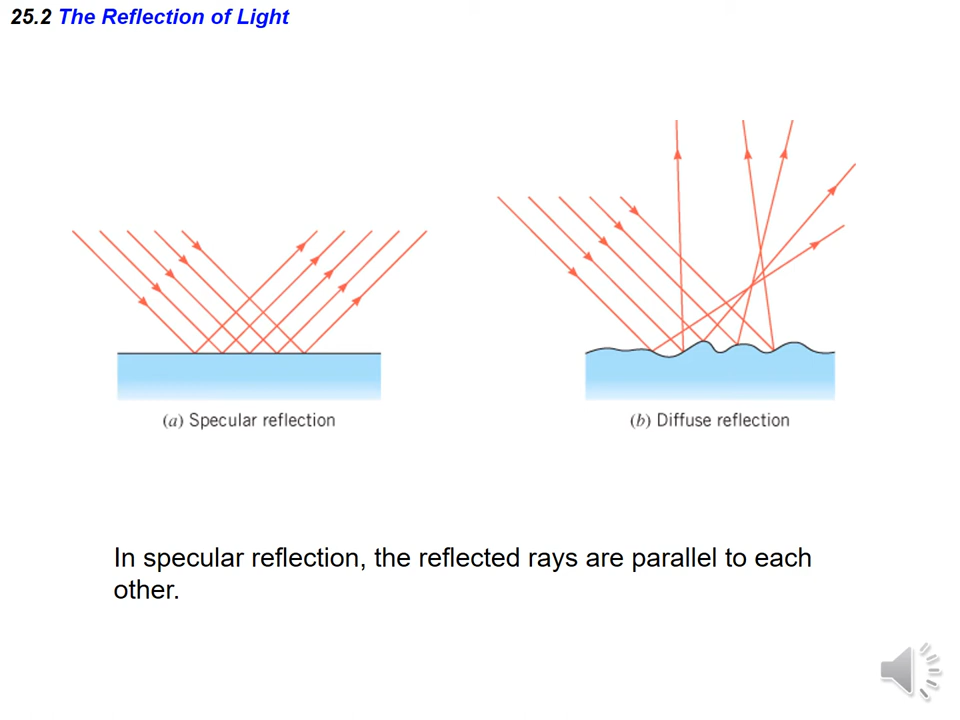 25.2 The Reflection of Light
(a) Specular reflection
(b) Diffuse reflection
In specular reflection, the reflected rays are parallel to each
other.